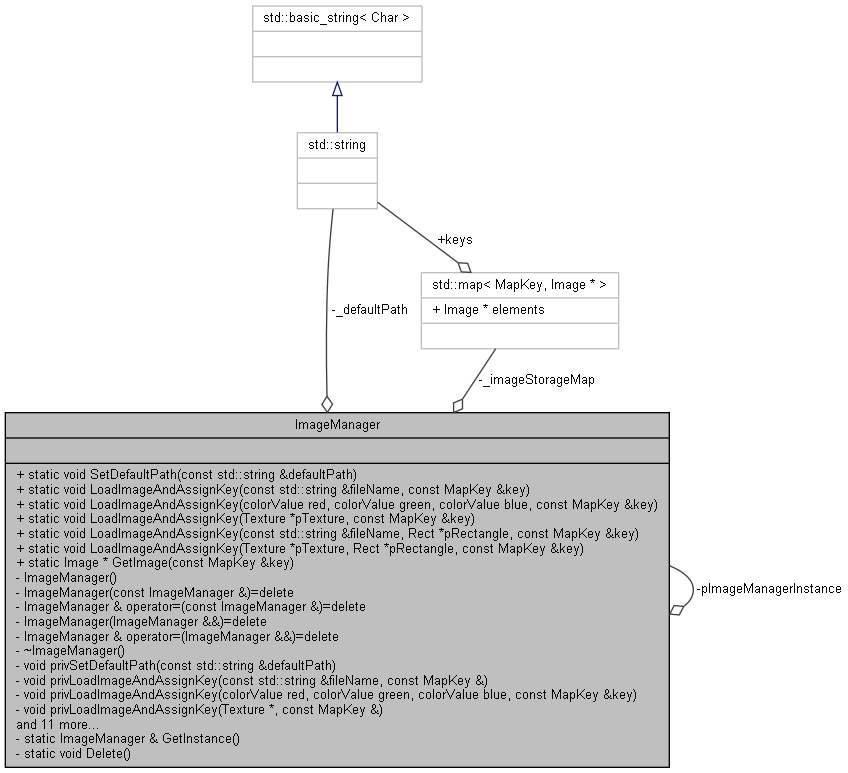 std::basic_string< Char >
std::string
+keys
std::map< MapKey, Image * >
+ Image * elements
-_defaultPath
-_imageStorageMap
ImageManager
+ static void SetDefaultPath(const std::string &defaultPath)
+ static void LoadImageAndAssignKey(const std::string &fileName, const MapKey &key)
+ static void LoadImageAndAssignKey(colorValue red, colorValue green, colorValue blue, const MapKey &key)
+ static void LoadImageAndAssignKey(Texture *pTexture, const MapKey &key)
+ static void LoadImageAndAssignKey(const std::string &fileName, Rect *pRectangle, const MapKey &key)
+ static void LoadImageAndAssignKey(Texture *pTexture, Rect *pRectangle, const MapKey &key)
+ static Image * GetImage(const MapKey &key)
- ImageManager()
- ImageManager(const ImageManager &)=delete
- ImageManager & operator=(const ImageManager &)=delete
- ImageManager(ImageManager &&)=delete
- ImageManager & operator=(ImageManager &&)=delete
- ~ImageManager()
- void privSetDefaultPath(const std::string &defaultPath)
- void privLoadImageAndAssignKey(const std::string &fileName, const MapKey &)
- void privLoadImageAndAssignKey(colorValue red, colorValue green, colorValue blue, const MapKey &key)
- void privLoadImageAndAssignKey(Texture *, const MapKey &)
and 11 more...
- static ImageManager & GetInstance()
- static void Delete()
-pImageManagerInstance